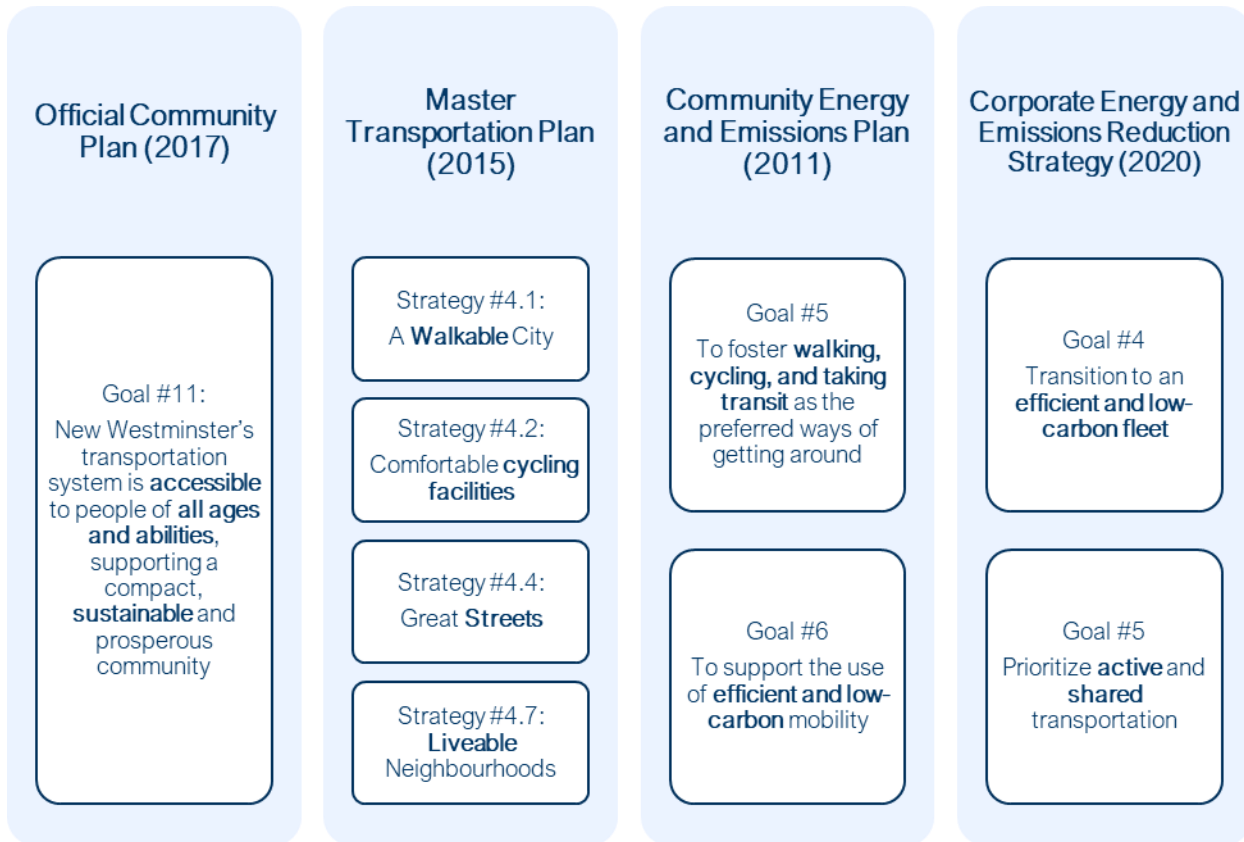 Official Community
Plan (2017)
Goal #11:
New Westminster's
transportation
system is accessible
to people of all ages
and abilities,
supporting a
compact,
sustainable and
prosperous
community
Master
Transportation Plan
(2015)
Strategy #4.1:
A Walkable City
Strategy #4.2:
Comfortable cycling
facilities
Strategy #4.4:
Great Streets
Strategy #4.7:
Liveable
Neighbourhoods
Community Energy
and Emissions Plan
(2011)
Goal #5
To foster walking,
cycling, and taking
transit as the
preferred ways of
getting around
Goal #6
To support the use
of efficient and low-
carbon mobility
Corporate Energy and
Emissions Reduction
Strategy (2020)
Goal #4
Transition to an
efficient and low-
carbon fleet
Goal #5
Prioritize active and
shared
transportation